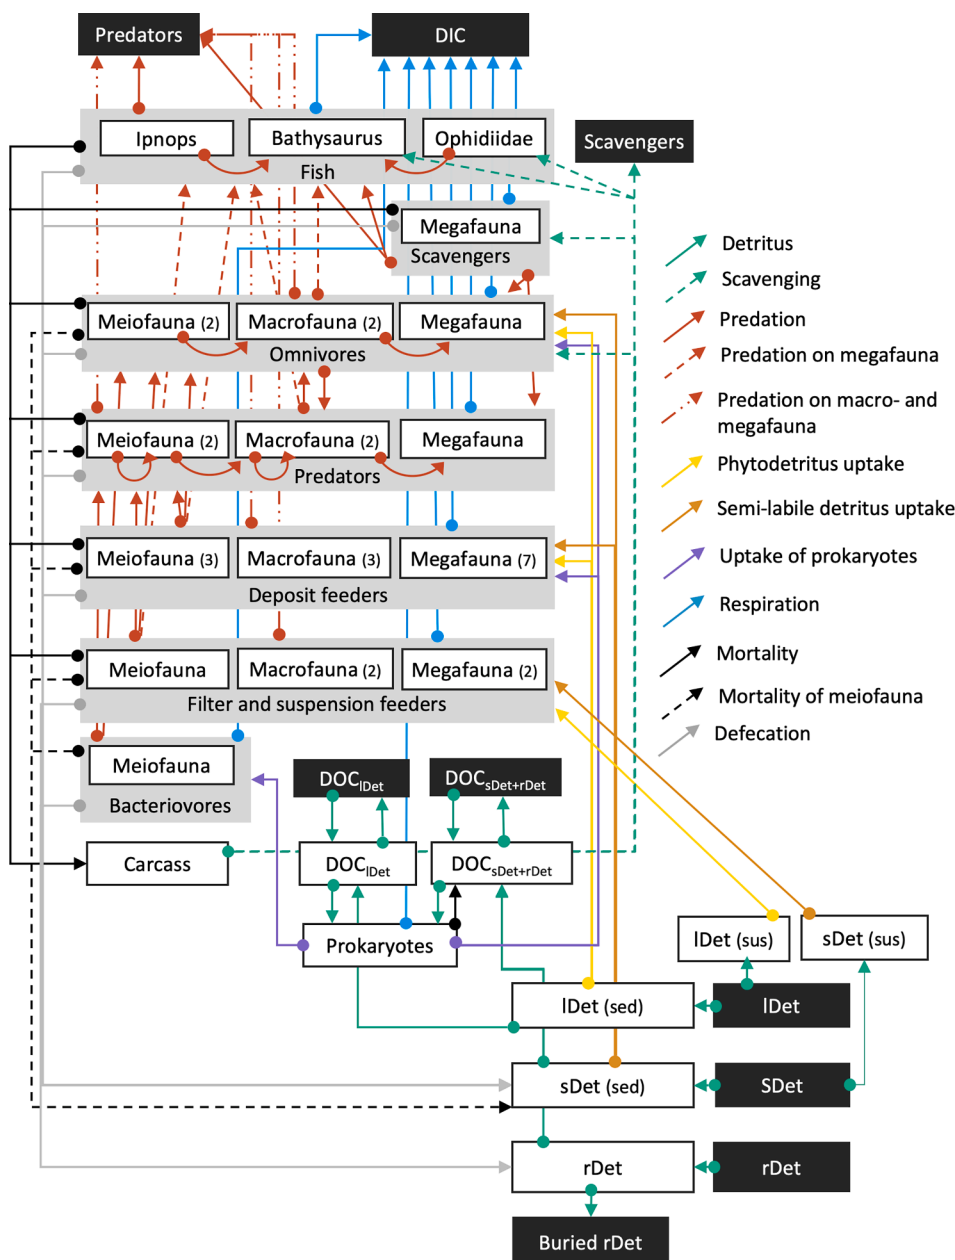 Predators
DIC
Ipnops
Bathysaurus
Ophidiidae
Fish
Scavengers
Megafauna
Scavengers
Detritus
Scavenging
Predation
Predation on megafauna
Predation on macro- and
megafauna
Phytodetritus uptake
Semi-labile detritus uptake
Uptake of prokaryotes
Respiration
Mortality
Mortality of meiofauna
Defecation
Meiofauna (2)
Macrofauna (2)
Megafauna
Omnivores
Meiofauna (2)
Macrofauna (2)
Megafauna
Predators
Meiofauna (3)
Macrofauna (3)
Megafauna (7)
Deposit feeders
Meiofauna
Macrofauna (2)
Megafauna (2)
Filter and suspension feeders
Meiofauna
Bacteriovores
DOClDet
DOCsDet+rDet
Carcass
DOClDet
DOCsDet+rDet
Prokaryotes
lDet (sus)
sDet (sus)
lDet (sed)
lDet
sDet (sed)
SDet
rDet
rDet
Buried rDet